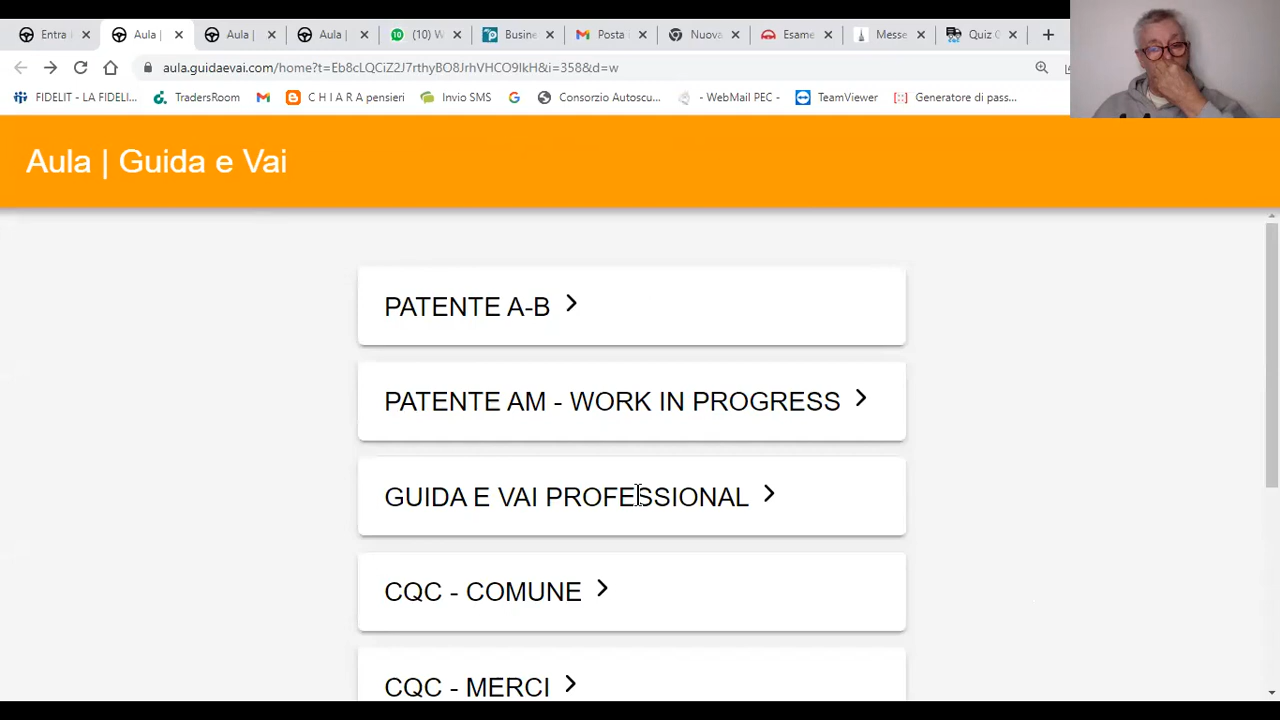 Entra
Aula |
Aula |
Aula |
(10) W
Busine
Posta
Nuova
Esame
Messe
Quiz C
aula.guidaevai.com/home?t=Eb8cLQCiZ2J7rthyBO8JrhVHCO9IkH&i=358&d=w
FIDELIT - LA FIDELI...
TradersRoom
C H I A R A pensieri
Invio SMS
Consorzio Autoscu...
- WebMail PEC -
TeamViewer
Generatore di pass...
Aula | Guida e Vai
PATENTE A-B
PATENTE AM - WORK IN PROGRESS
GUIDA E VAI PROFESSIONAL
CQC - COMUNE
CQC - MERCI